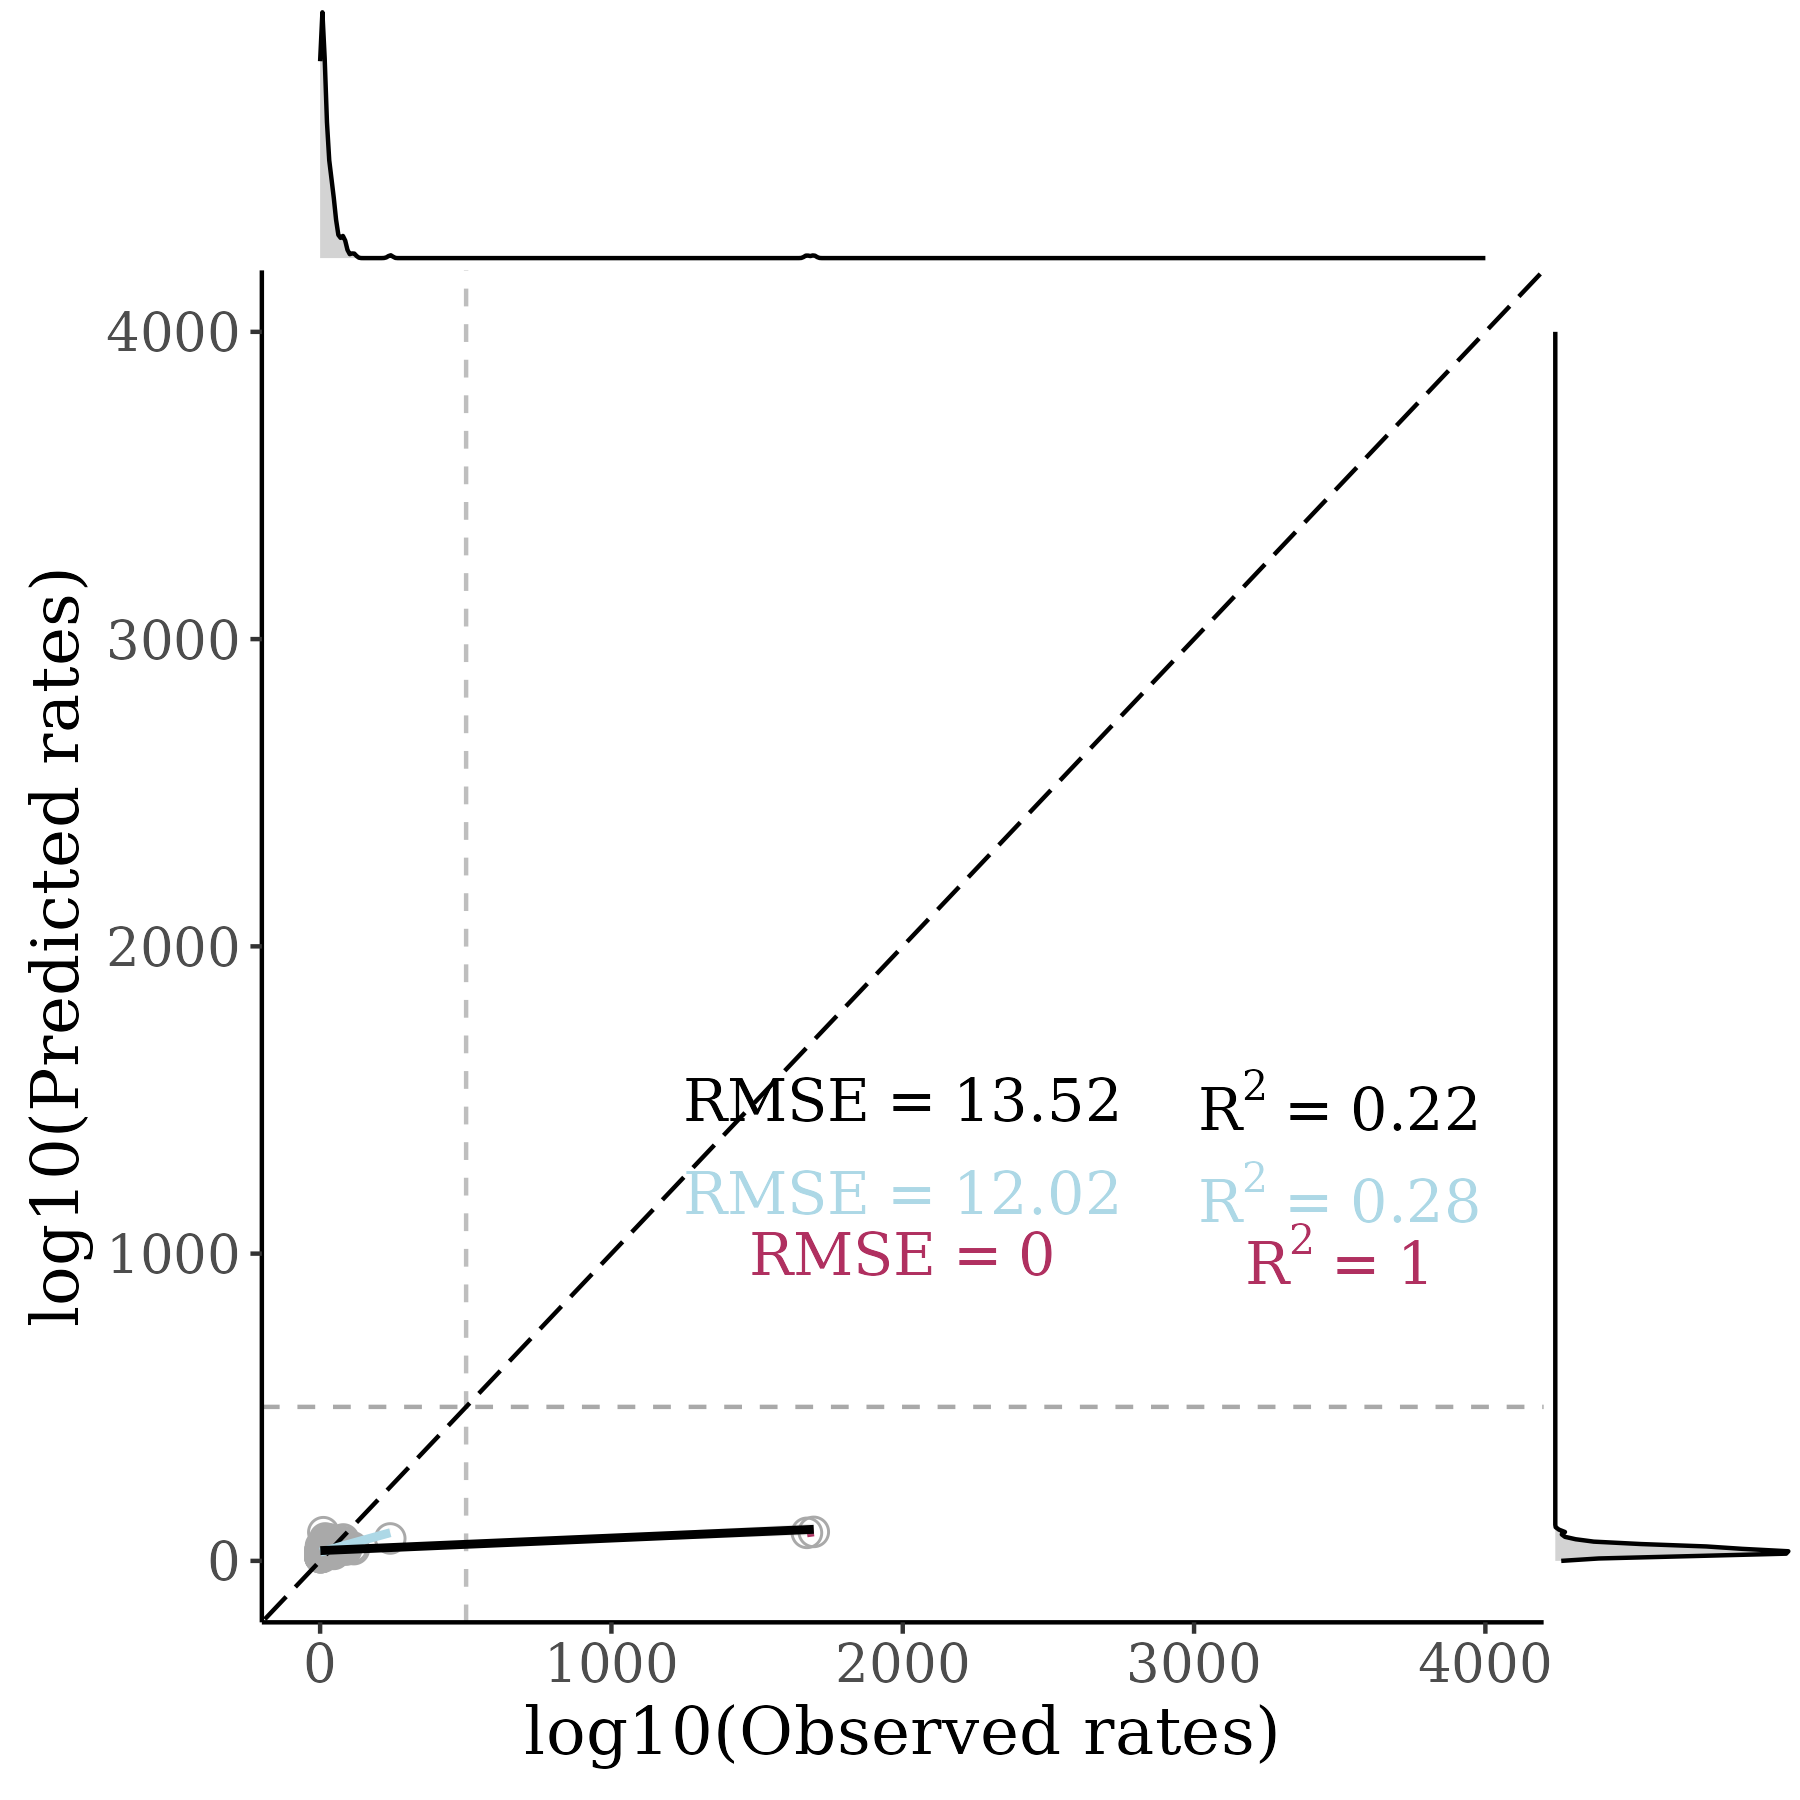 4000
3000
2000
1000
0
log10(Predicted rates)
RMSE = 13.52 R² = 0.22
RMSE = 12.02 R² = 0.28
RMSE = 0 R² = 1
0 1000 2000 3000 4000
log10(Observed rates)